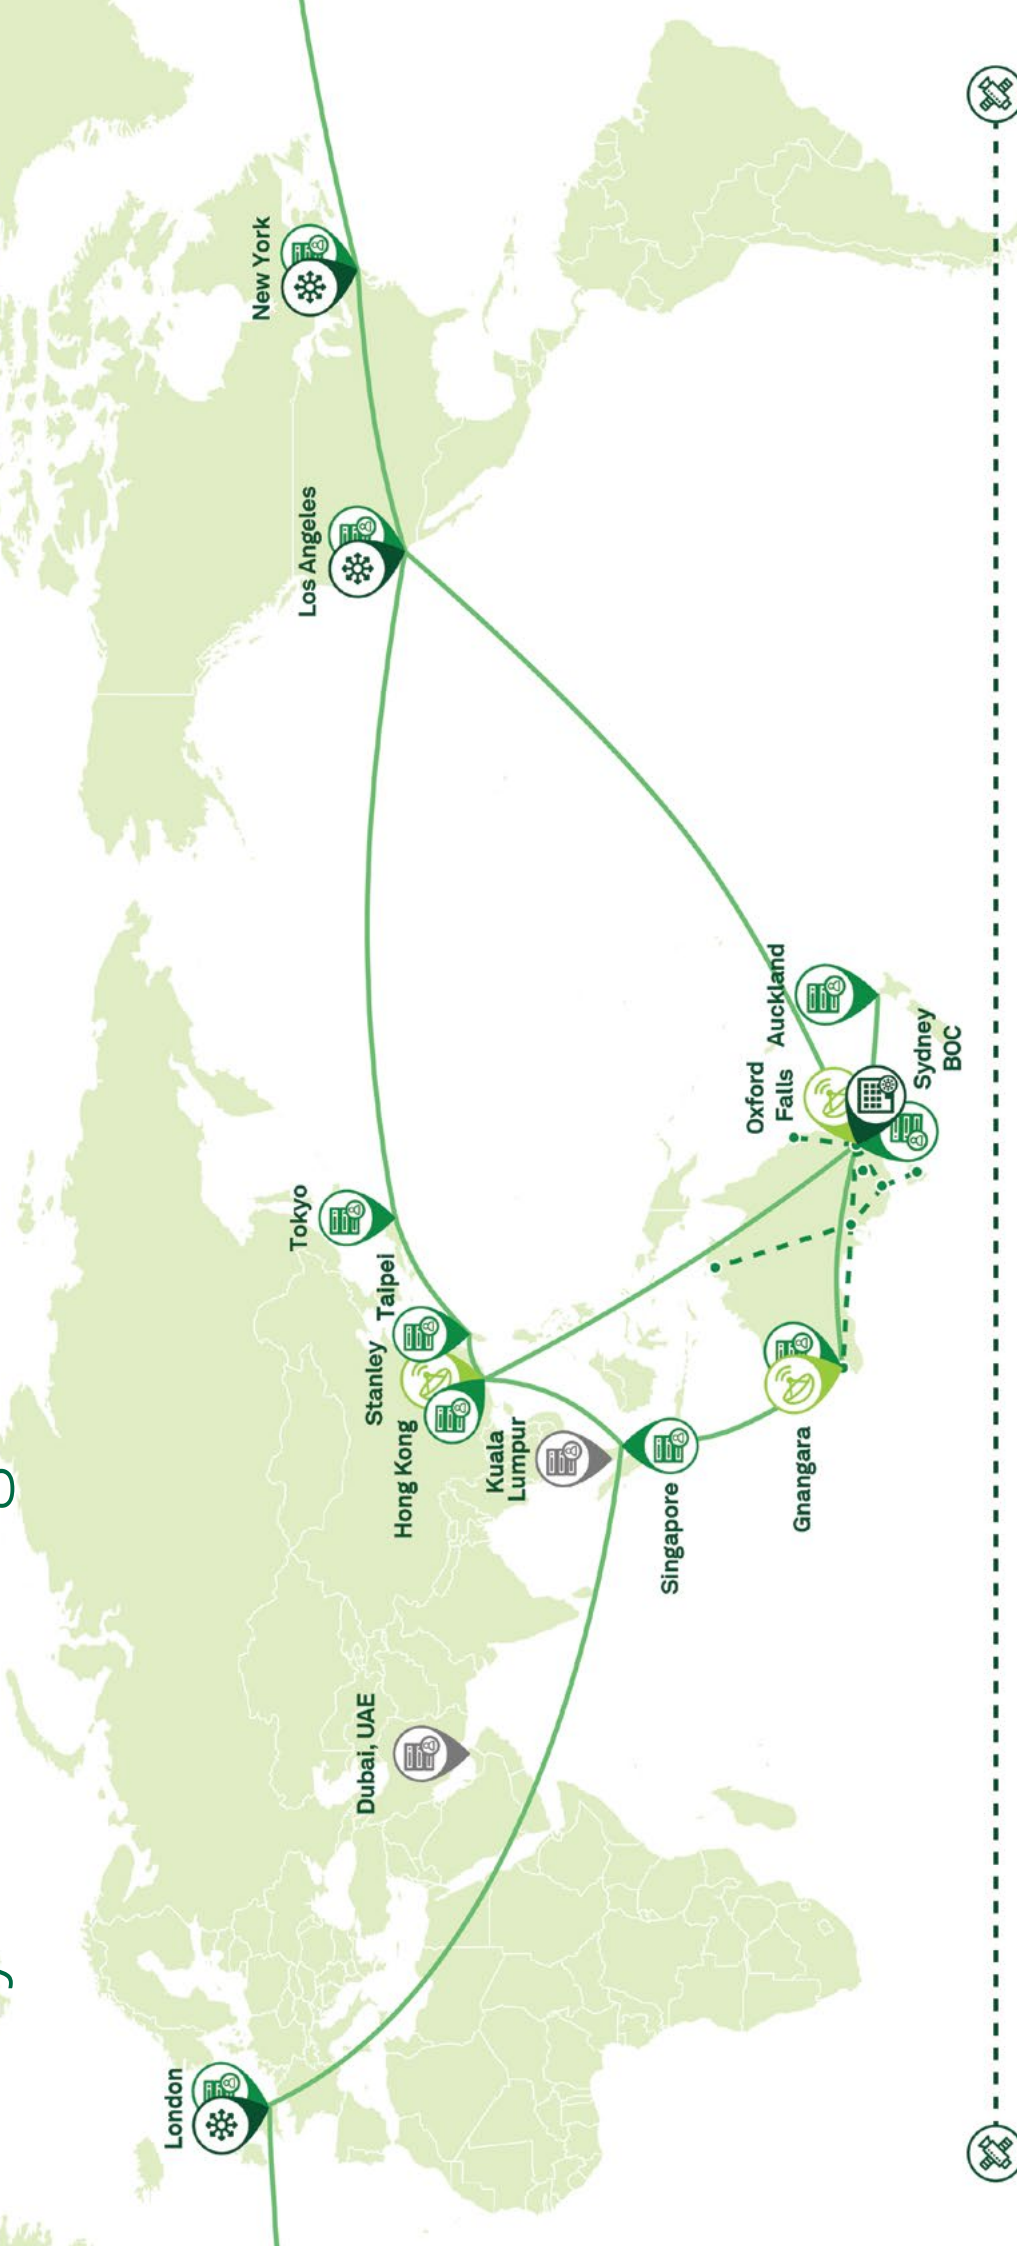 London
Dubai, UAE
Hong Kong
Stanley
Taipei
Tokyo
Kuala
Lumpur
Singapore
Gnangara
Oxford
Falls
Auckland
Sydney
BOC
Los Angeles
New York